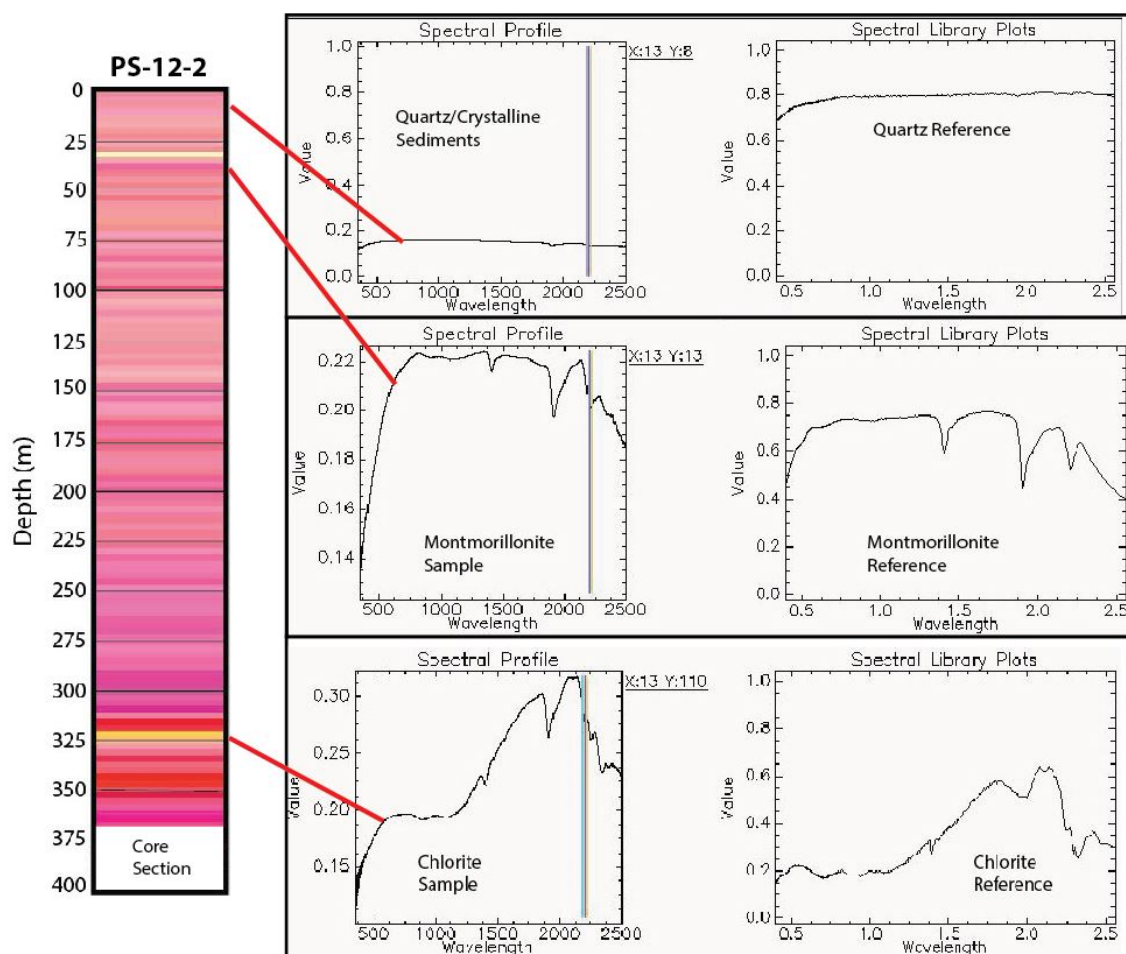 PS-12-2
Depth (m)
0
25
50
75
100
125
150
175
200
225
250
275
300
325
350
375
400
Core
Section
Spectral Profile
X:13 Y:8
Value
1.0
0.8
0.6
0.4
0.2
0.0
Quartz/Crystalline
Sediments
500 1000 1500 2000 2500
Wavelength
Spectral Library Plots
Value
1.0
0.8
0.6
0.4
0.2
0.0
Quartz Reference
0.5 1.0 1.5 2.0 2.5
Wavelength
Spectral Profile
X:13 Y:13
Value
0.22
0.20
0.18
0.16
0.14
Montmorillonite
Sample
500 1000 1500 2000 2500
Wavelength
Spectral Library Plots
Value
1.0
0.8
0.6
0.4
0.2
0.0
Montmorillonite
Reference
0.5 1.0 1.5 2.0 2.5
Wavelength
Spectral Profile
X:13 Y:110
Value
0.30
0.25
0.20
0.15
Chlorite
Sample
500 1000 1500 2000 2500
Wavelength
Spectral Library Plots
Value
1.0
0.8
0.6
0.4
0.2
0.0
Chlorite
Reference
0.5 1.0 1.5 2.0 2.5
Wavelength